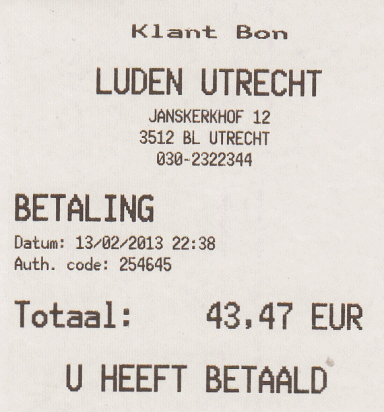 Klant Bon
LUDEN UTRECHT
JANSKERKHOF 12
3512 BL UTRECHT
030-2322344
BETALING
Datum: 13/02/2013 22:38
Auth. code: 254645
Totaal: 43,47 EUR
U HEEFT BETAALD